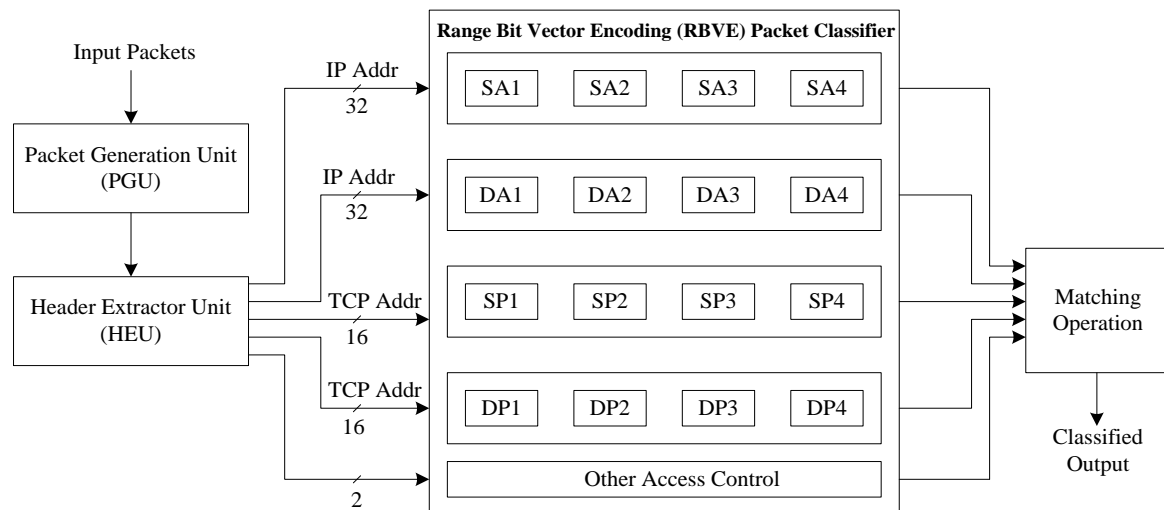 Range Bit Vector Encoding (RBVE) Packet Classifier
Input Packets
Packet Generation Unit
(PGU)
Header Extractor Unit
(HEU)
IP Addr
32
SA1 SA2 SA3 SA4
IP Addr
32
DA1 DA2 DA3 DA4
TCP Addr
16
SP1 SP2 SP3 SP4
TCP Addr
16
DP1 DP2 DP3 DP4
2
Other Access Control
Matching
Operation
Classified
Output